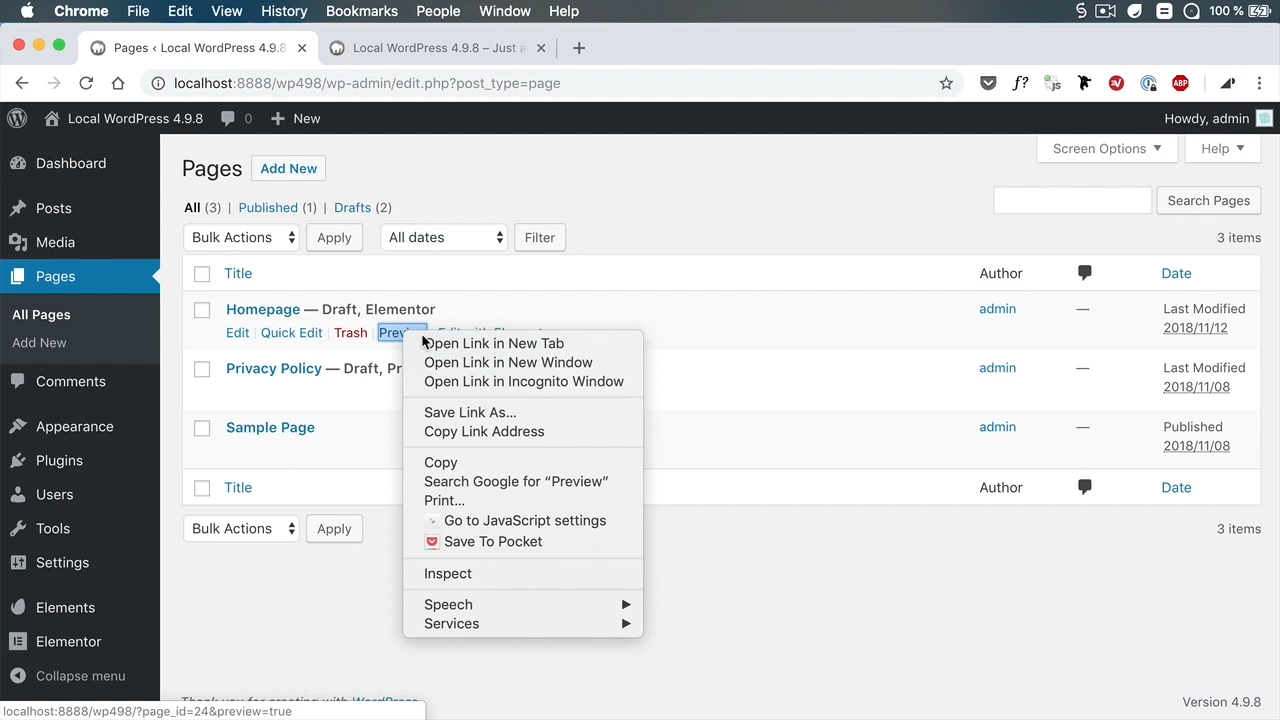 Chrome File Edit View History Bookmarks People Window Help 100 %
Pages ‹ Local WordPress 4.9.8
Local WordPress 4.9.8 – Just a
localhost:8888/wp498/wp-admin/edit.php?post_type=page
f? JS ABP
Local WordPress 4.9.8 0 New Howdy, admin
Screen Options Help
Dashboard
Posts
Media
Pages
All Pages
Add New
Comments
Appearance
Plugins
Users
Tools
Settings
Elements
Elementor
Collapse menu
Pages Add New
All (3) | Published (1) | Drafts (2)
Search Pages
Bulk Actions Apply All dates Filter 3 items
Title Author Date
Homepage — Draft, Elementor admin — Last Modified
2018/11/12
Edit | Quick Edit | Trash |
Privacy Policy — Draft, Pr admin — Last Modified
2018/11/08
Sample Page admin — Published
2018/11/08
Title Author Date
Bulk Actions Apply 3 items
Open Link in New Tab
Open Link in New Window
Open Link in Incognito Window
Save Link As...
Copy Link Address
Copy
Search Google for “Preview”
Print...
Go to JavaScript settings
Save To Pocket
Inspect
Speech
Services
Version 4.9.8
localhost:8888/wp498/?page_id=24&preview=true